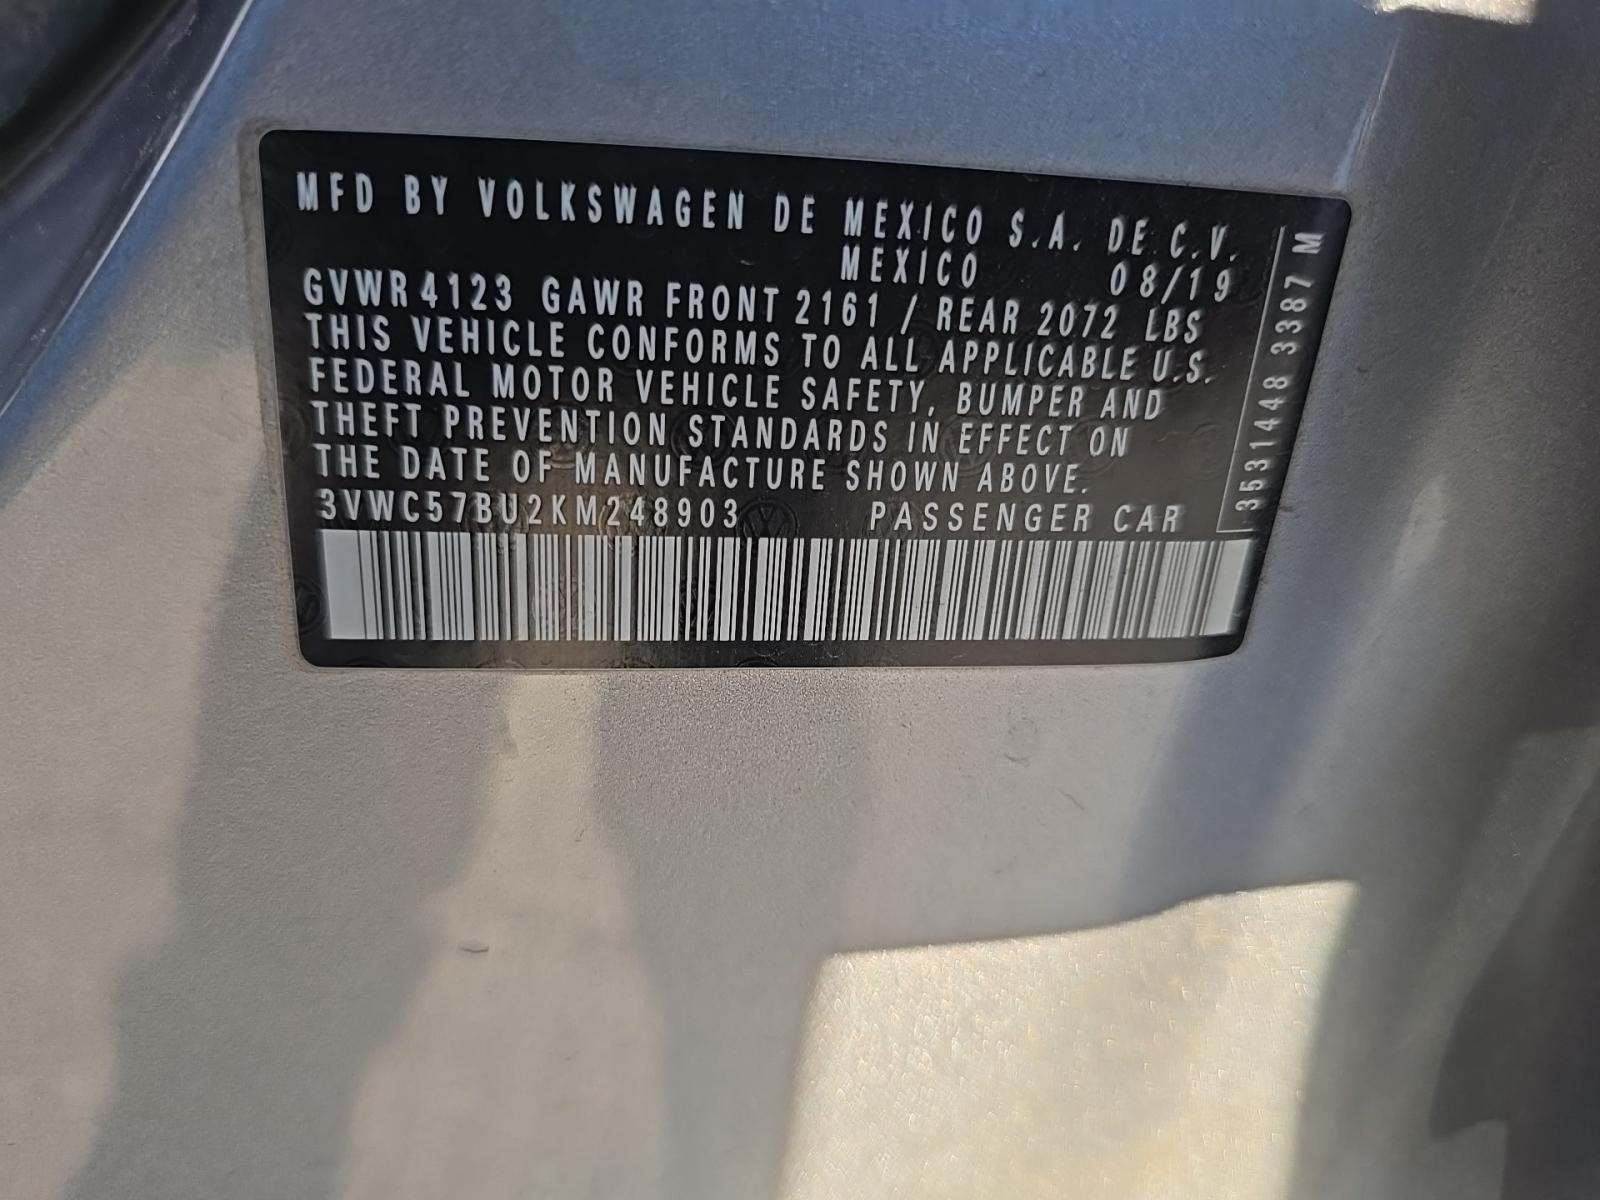 MFD BY VOLKSWAGEN DE MEXICO S.A. DE C.V.
MEXICO 08/19
GVWR 4123 GAWR FRONT 2161 / REAR 2072 LBS
THIS VEHICLE CONFORMS TO ALL APPLICABLE U.S.
FEDERAL MOTOR VEHICLE SAFETY, BUMPER AND
THEFT PREVENTION STANDARDS IN EFFECT ON
THE DATE OF MANUFACTURE SHOWN ABOVE.
3VWC57BU2KM248903 PASSENGER CAR
3531448 3387 M